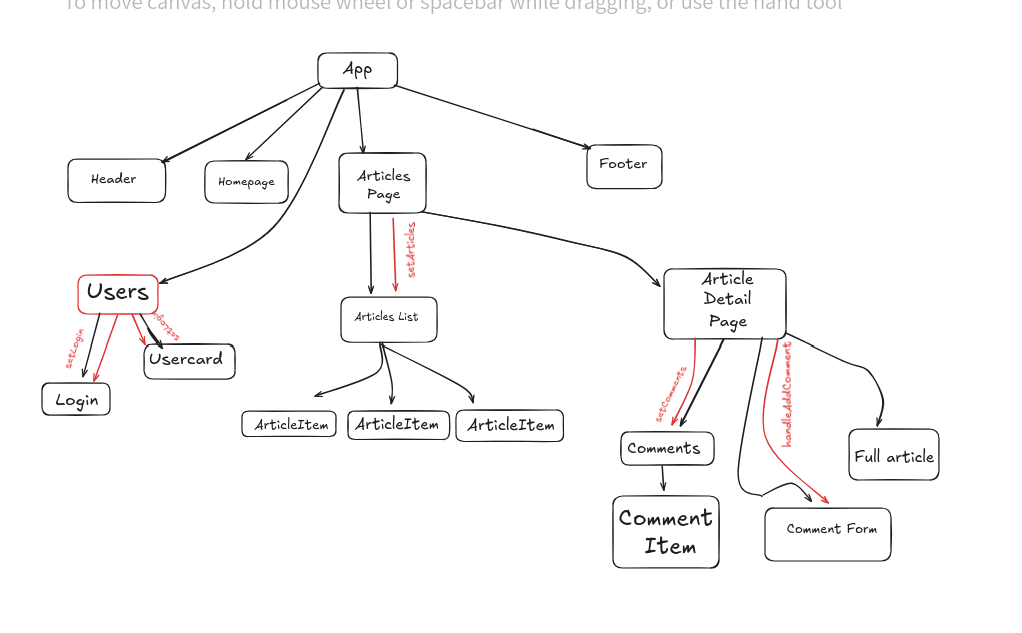 To move canvas, hold mouse wheel or spacebar while dragging, or use the hand tool
App
Header
Homepage
Articles
Page
Footer
setArticles
Users
Article
Detail
Page
Articles List
setLogin
Usercard
Login
setComments
handleAddComment
ArticleItem
ArticleItem
ArticleItem
Comments
Full article
Comment
Item
Comment Form